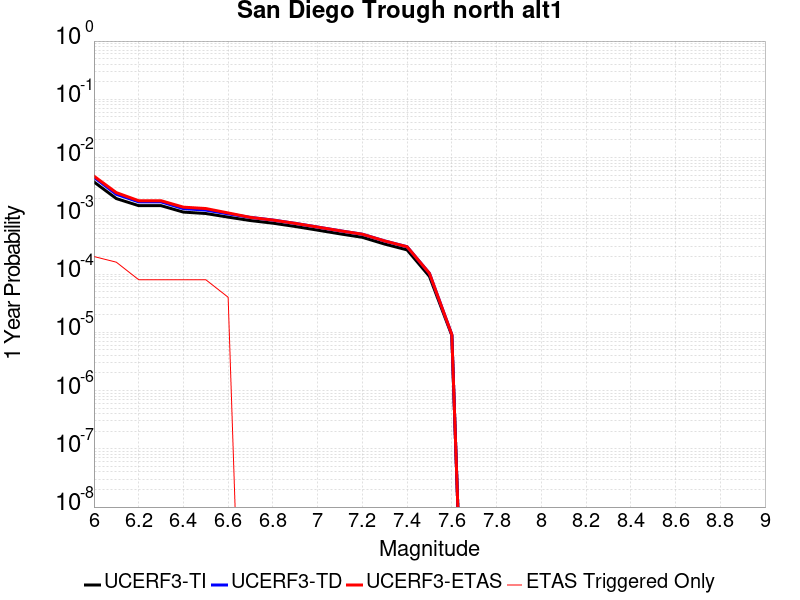 San Diego Trough north alt1
10^0
10^-1
10^-2
10^-3
10^-4
10^-5
10^-6
10^-7
10^-8
1 Year Probability
6 6.2 6.4 6.6 6.8 7 7.2 7.4 7.6 7.8 8 8.2 8.4 8.6 8.8 9
Magnitude
UCERF3-TI UCERF3-TD UCERF3-ETAS ETAS Triggered Only